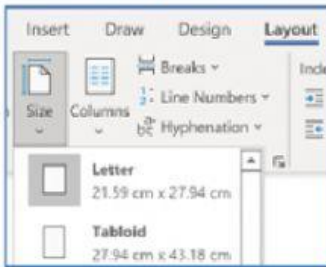 Insert Draw Design Layout
Breaks
Line Numbers
Size Columns
Hyphenation
Letter
21.59 cm x 27.94 cm
Tabloid
27.94 cm x 43.18 cm